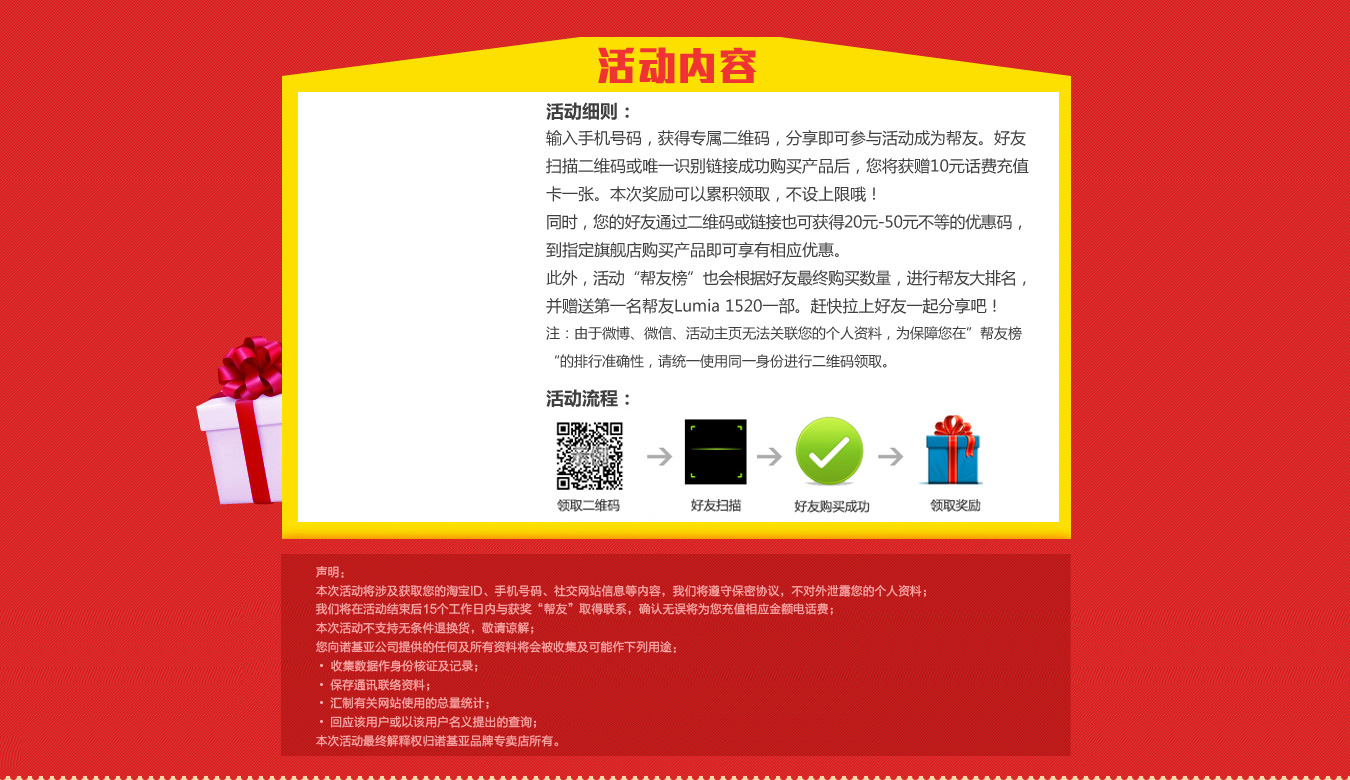 活动内容
活动细则：
输入手机号码，获得专属二维码，分享即可参与活动成为帮友。好友
扫描二维码或唯一识别链接成功购买产品后，您将获赠10元话费充值
卡一张。本次奖励可以累积领取，不设上限哦！
同时，您的好友通过二维码或链接也可获得20元-50元不等的优惠码，
到指定旗舰店购买产品即可享有相应优惠。
此外，活动“帮友榜”也会根据好友最终购买数量，进行帮友大排名，
并赠送第一名帮友Lumia 1520一部。赶快拉上好友一起分享吧！
注：由于微博、微信、活动主页无法关联您的个人资料，为保障您在”帮友榜
“的排行准确性，请统一使用同一身份进行二维码领取。
活动流程：
示例
领取二维码 好友扫描 好友购买成功 领取奖励
声明；
本次活动将涉及获取您的淘宝ID、手机号码、社交网站信息等内容，我们将遵守保密协议，不对外泄露您的个人资料；
我们将在活动结束后15个工作日内与获奖“帮友”取得联系，确认无误将为您充值相应金额电话费；
本次活动不支持无条件退换货，敬请谅解；
您向诺基亚公司提供的任何及所有资料将会被收集及可能作下列用途；
• 收集数据作身份核证及记录；
• 保存通讯联络资料；
• 汇制有关网站使用的总量统计；
• 回应该用户或以该用户名义提出的查询；
本次活动最终解释权归诺基亚品牌专卖店所有。